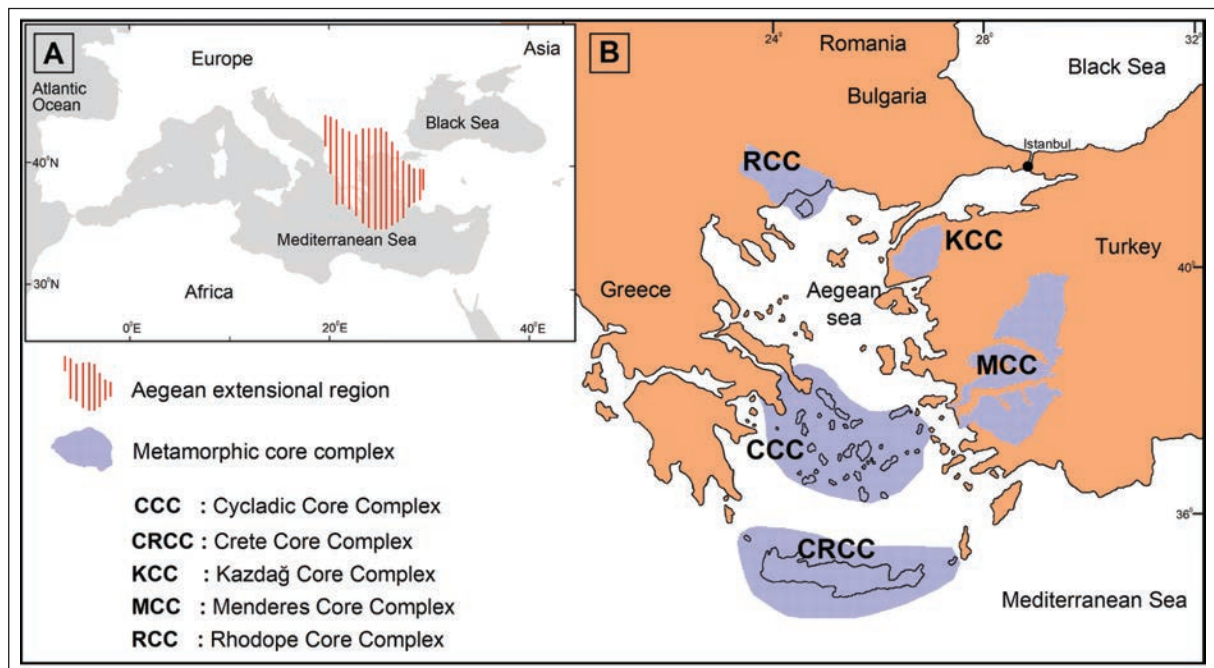 A
Europe
Asia
Atlantic
Ocean
Black Sea
40°N
Mediterranean Sea
30°N
Africa
0°E
20°E
40°E
Aegean extensional region
Metamorphic core complex
CCC : Cycladic Core Complex
CRCC : Crete Core Complex
KCC : Kazdağ Core Complex
MCC : Menderes Core Complex
RCC : Rhodope Core Complex
B
24°
28°
32°
Romania
Black Sea
Bulgaria
Istanbul
RCC
KCC
Turkey
40°
Greece
Aegean
sea
MCC
CCC
36°
CRCC
Mediterranean Sea